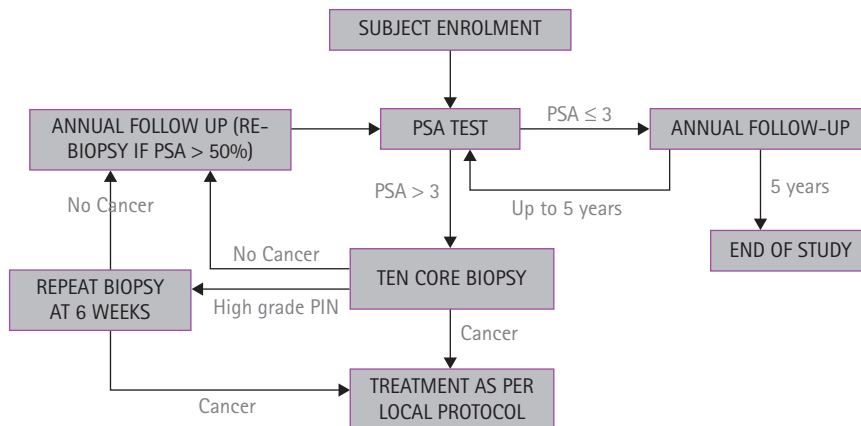 SUBJECT ENROLMENT
ANNUAL FOLLOW UP (RE-
BIOPSY IF PSA > 50%)
PSA TEST
PSA ≤ 3
ANNUAL FOLLOW-UP
PSA > 3
Up to 5 years
5 years
No Cancer
No Cancer
END OF STUDY
REPEAT BIOPSY
AT 6 WEEKS
High grade PIN
TEN CORE BIOPSY
Cancer
Cancer
TREATMENT AS PER
LOCAL PROTOCOL